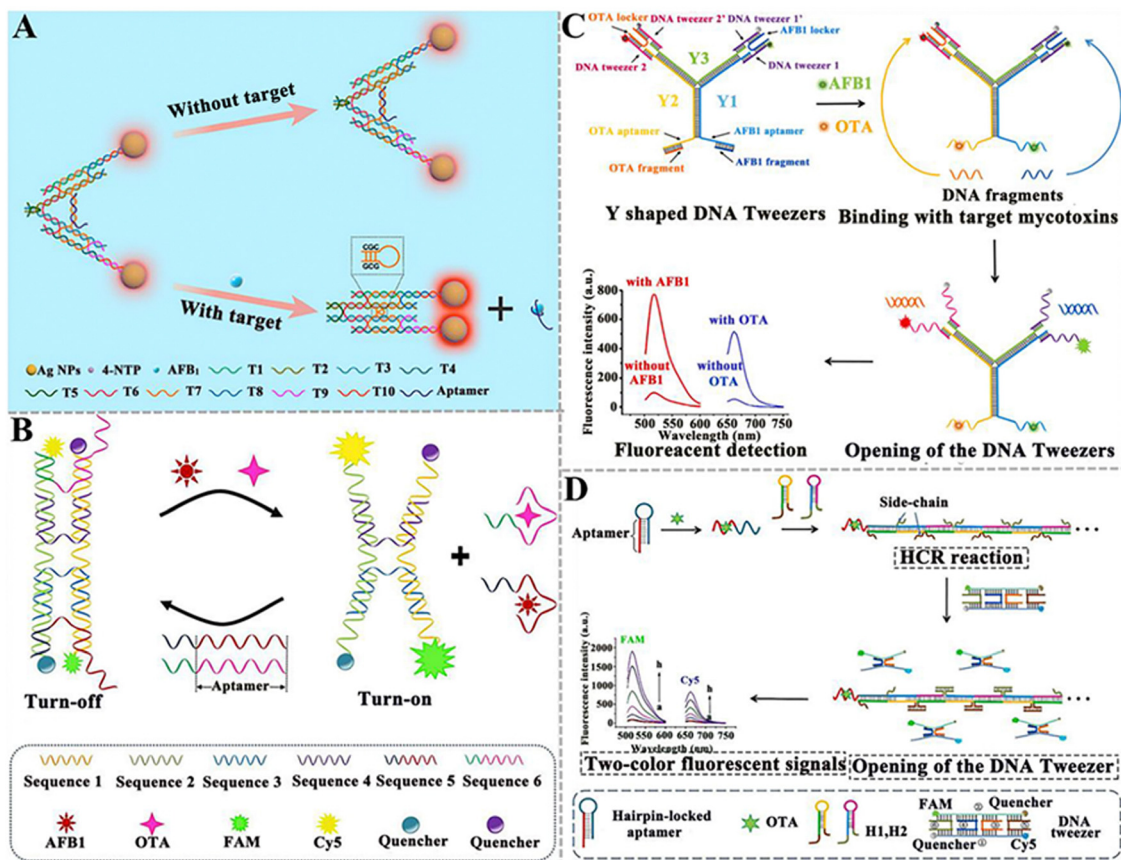 A
Without target
With target
CGC
GCG
Ag NPs 4-NTP AFB₁ T1 T2 T3 T4
T5 T6 T7 T8 T9 T10 Aptamer
B
Aptamer
Turn-off
Turn-on
Sequence 1 Sequence 2 Sequence 3 Sequence 4 Sequence 5 Sequence 6
AFB1 OTA FAM Cy5 Quencher Quencher
C
OTA locker
DNA tweezer 2'
DNA tweezer 1'
AFB1 locker
DNA tweezer 2
DNA tweezer 1
Y3
Y2
Y1
OTA aptamer
AFB1 aptamer
OTA fragment
AFB1 fragment
Y shaped DNA Tweezers
AFB1
OTA
DNA fragments
Binding with target mycotoxins
Fluorescence intensity (a.u.)
800
600
400
200
0
with AFB1
without
AFB1
with OTA
without
OTA
500 550 600 650 700 750
Wavelength (nm)
Fluoreacent detection
Opening of the DNA Tweezers
D
Aptamer
Side-chain
HCR reaction
Fluorescence intensity (a.u.)
2000
1500
1000
500
0
FAM
h
a
Cy5
h
a
500 550 600 650 700 750
Wavelength (nm)
Two-color fluorescent signals
Opening of the DNA Tweezer
Hairpin-locked
aptamer
OTA
H1,H2
FAM
Quencher
Quencher
DNA
tweezer